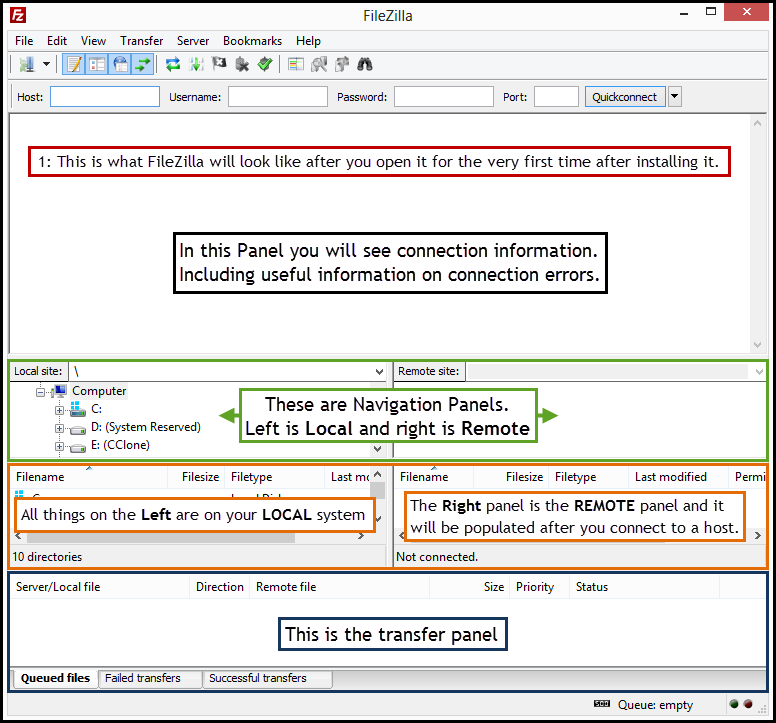 FileZilla
File Edit View Transfer Server Bookmarks Help
Host: Username: Password: Port: Quickconnect
1: This is what FileZilla will look like after you open it for the very first time after installing it.
In this Panel you will see connection information.
Including useful information on connection errors.
Local site: \ Remote site:
Computer
C:
D: (System Reserved)
E: (CClone)
These are Navigation Panels.
Left is Local and right is Remote
Filename Filesize Filetype Last mo Filename Filesize Filetype Last modified Permi
All things on the Left are on your LOCAL system
The Right panel is the REMOTE panel and it
will be populated after you connect to a host.
10 directories Not connected.
Server/Local file Direction Remote file Size Priority Status
This is the transfer panel
Queued files Failed transfers Successful transfers
Queue: empty